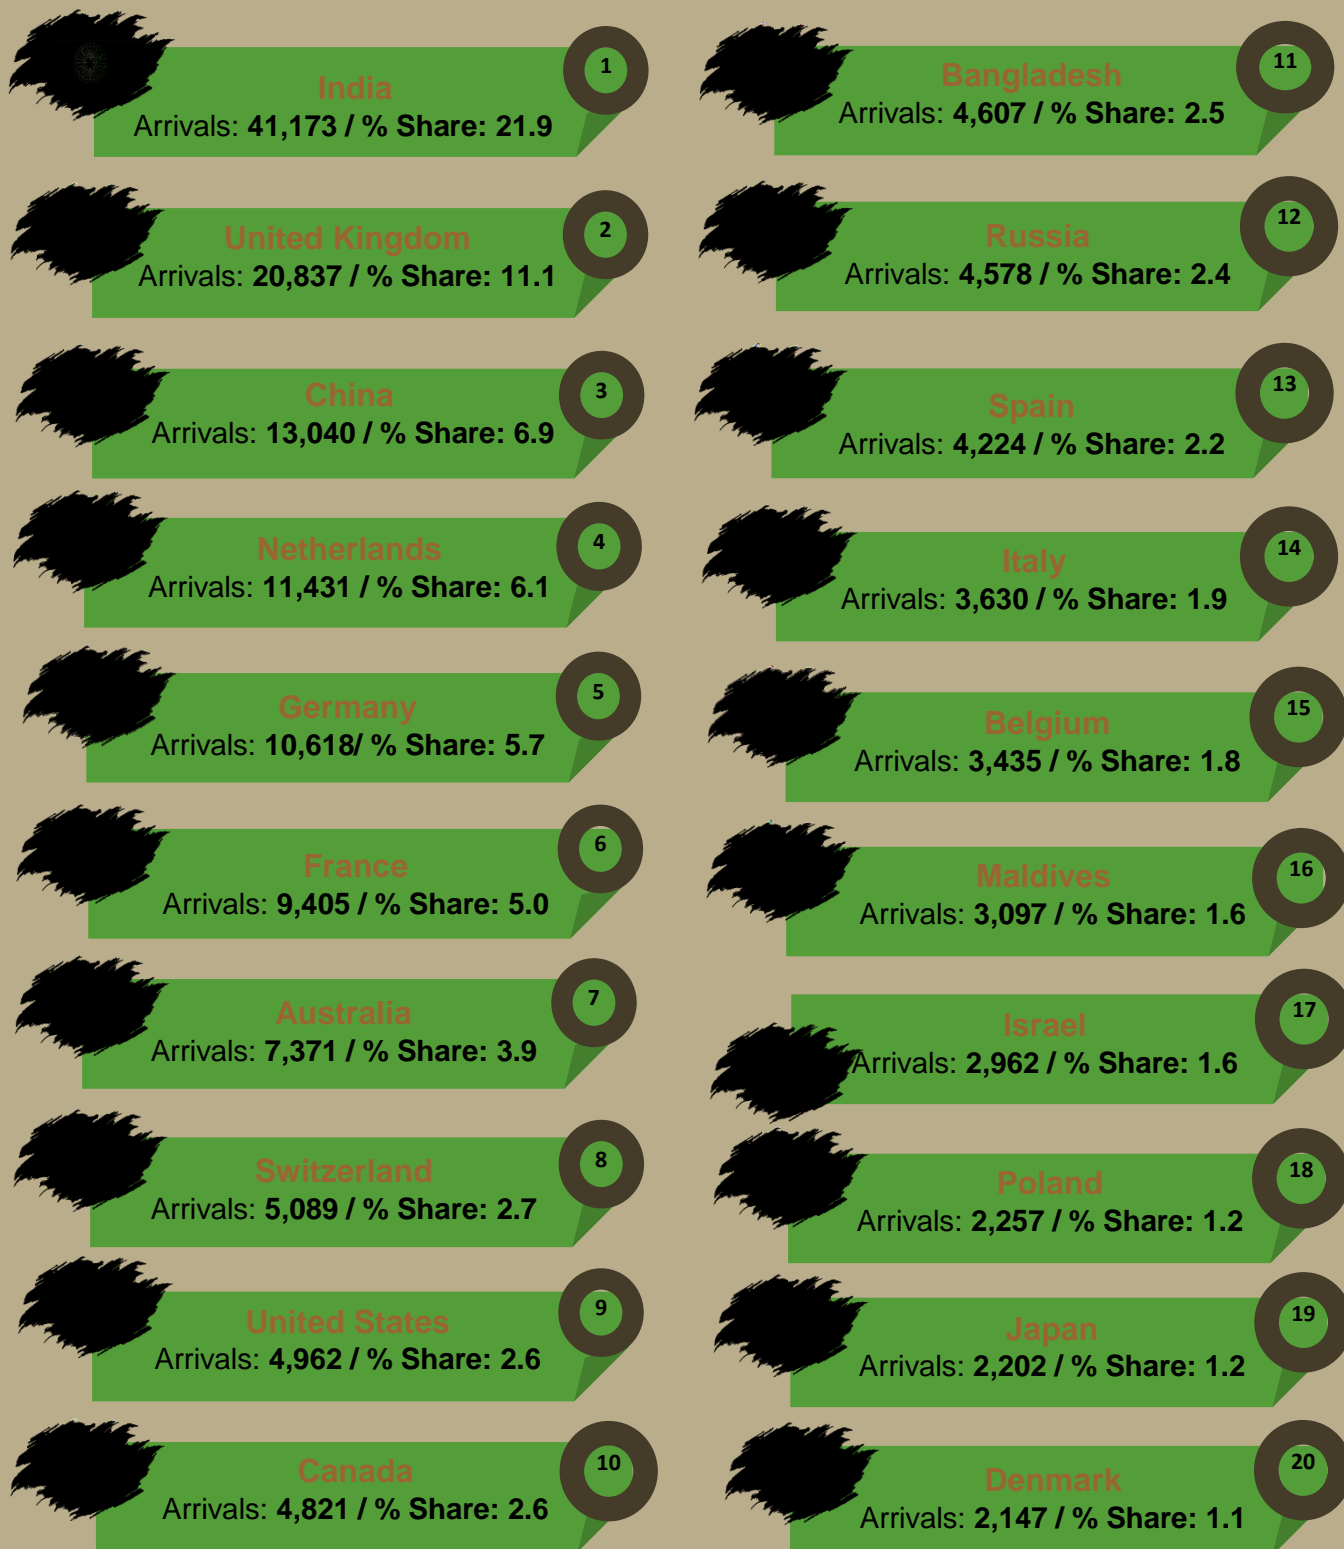 1
India
Arrivals: 41,173 / % Share: 21.9
2
United Kingdom
Arrivals: 20,837 / % Share: 11.1
3
China
Arrivals: 13,040 / % Share: 6.9
4
Netherlands
Arrivals: 11,431 / % Share: 6.1
5
Germany
Arrivals: 10,618/ % Share: 5.7
6
France
Arrivals: 9,405 / % Share: 5.0
7
Australia
Arrivals: 7,371 / % Share: 3.9
8
Switzerland
Arrivals: 5,089 / % Share: 2.7
9
United States
Arrivals: 4,962 / % Share: 2.6
10
Canada
Arrivals: 4,821 / % Share: 2.6
11
Bangladesh
Arrivals: 4,607 / % Share: 2.5
12
Russia
Arrivals: 4,578 / % Share: 2.4
13
Spain
Arrivals: 4,224 / % Share: 2.2
14
Italy
Arrivals: 3,630 / % Share: 1.9
15
Belgium
Arrivals: 3,435 / % Share: 1.8
16
Maldives
Arrivals: 3,097 / % Share: 1.6
17
Israel
Arrivals: 2,962 / % Share: 1.6
18
Poland
Arrivals: 2,257 / % Share: 1.2
19
Japan
Arrivals: 2,202 / % Share: 1.2
20
Denmark
Arrivals: 2,147 / % Share: 1.1